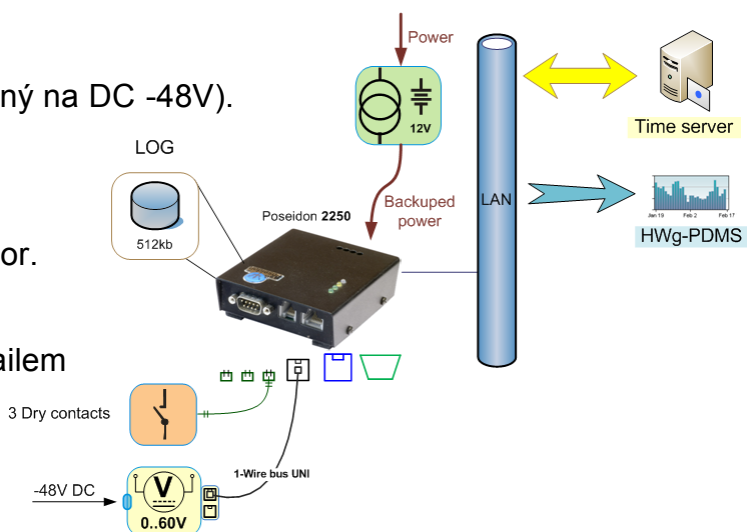 Power
ný na DC -48V).
12V
Time server
LOG
Backuped
power
LAN
512kb
Poseidon 2250
Jan 19 Feb 2 Feb 17
HWg-PDMS
or.
ailem
3 Dry contacts
1-Wire bus UNI
-48V DC
V
0..60V